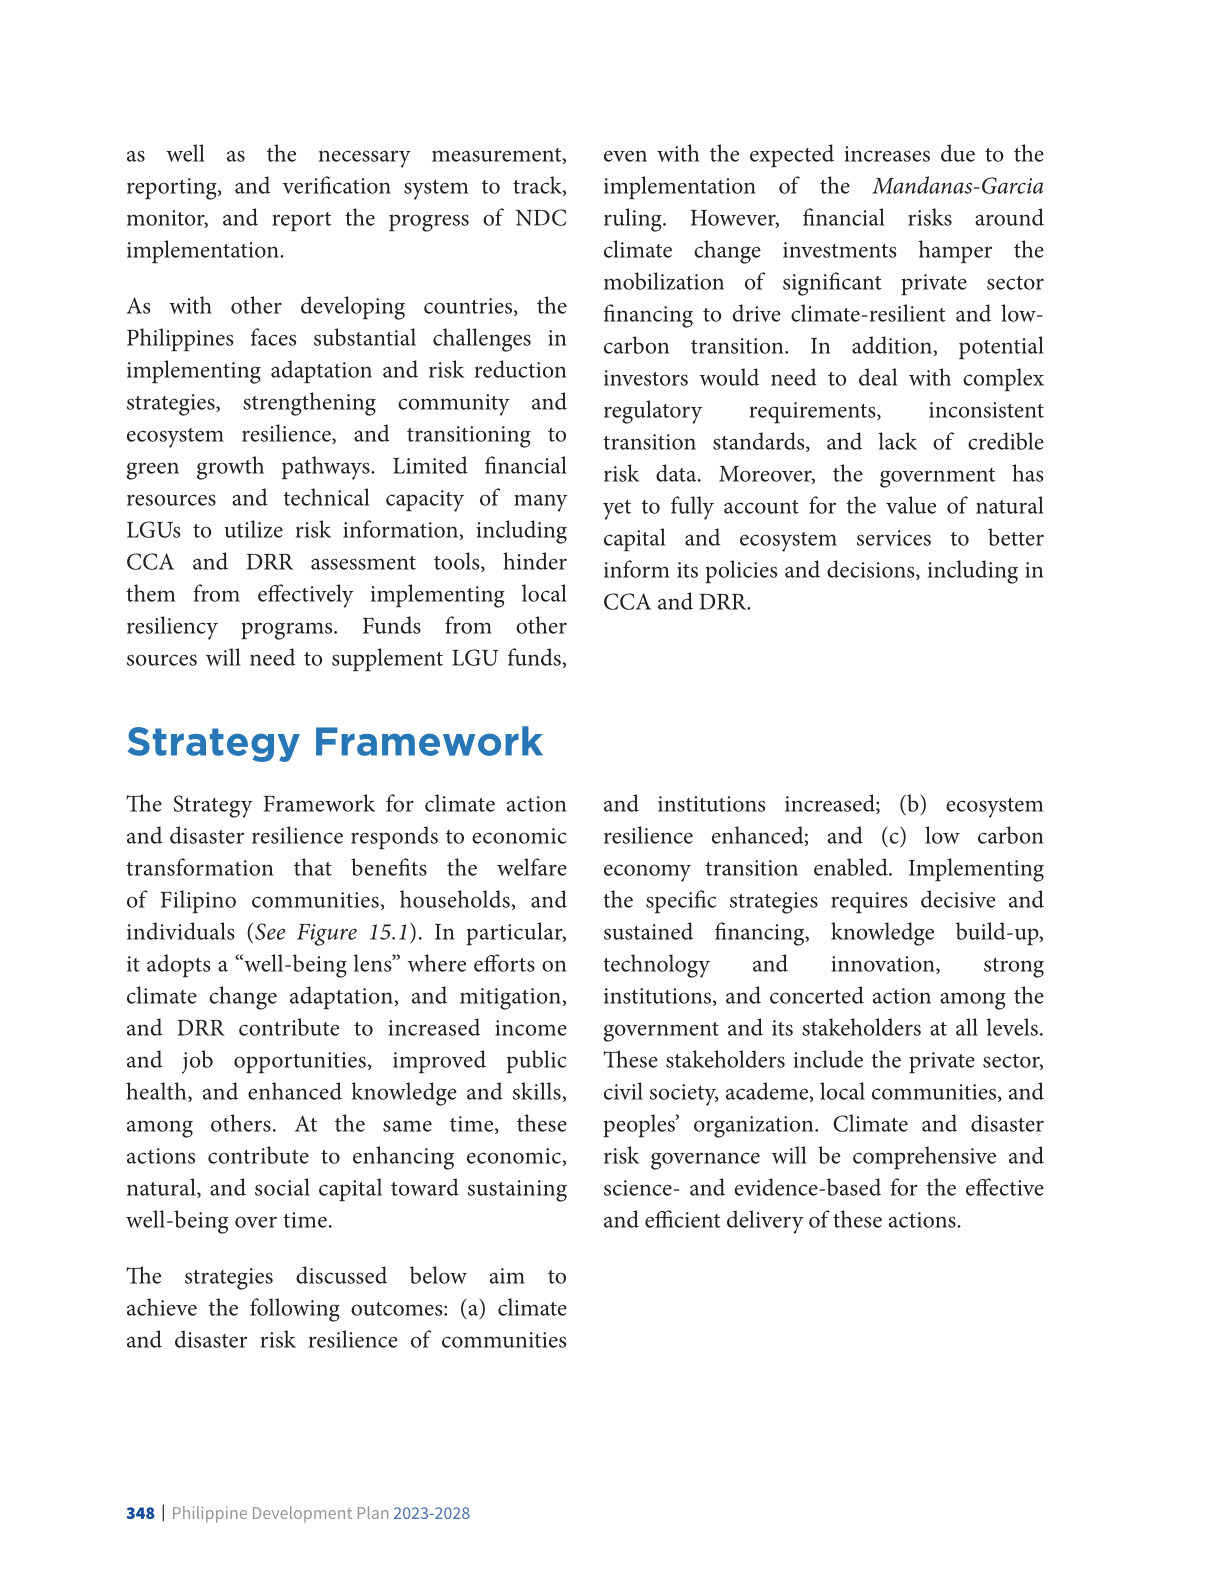 as well as the necessary measurement,
reporting, and verification system to track,
monitor, and report the progress of NDC
implementation.
As with other developing countries, the
Philippines faces substantial challenges in
implementing adaptation and risk reduction
strategies, strengthening community and
ecosystem resilience, and transitioning to
green growth pathways. Limited financial
resources and technical capacity of many
LGUs to utilize risk information, including
CCA and DRR assessment tools, hinder
them from effectively implementing local
resiliency programs. Funds from other
sources will need to supplement LGU funds,
even with the expected increases due to the
implementation of the Mandanas-Garcia
ruling. However, financial risks around
climate change investments hamper the
mobilization of significant private sector
financing to drive climate-resilient and low-
carbon transition. In addition, potential
investors would need to deal with complex
regulatory requirements, inconsistent
transition standards, and lack of credible
risk data. Moreover, the government has
yet to fully account for the value of natural
capital and ecosystem services to better
inform its policies and decisions, including in
CCA and DRR.
Strategy Framework
The Strategy Framework for climate action
and disaster resilience responds to economic
transformation that benefits the welfare
of Filipino communities, households, and
individuals (See Figure 15.1). In particular,
it adopts a “well-being lens” where efforts on
climate change adaptation, and mitigation,
and DRR contribute to increased income
and job opportunities, improved public
health, and enhanced knowledge and skills,
among others. At the same time, these
actions contribute to enhancing economic,
natural, and social capital toward sustaining
well-being over time.
The strategies discussed below aim to
achieve the following outcomes: (a) climate
and disaster risk resilience of communities
and institutions increased; (b) ecosystem
resilience enhanced; and (c) low carbon
economy transition enabled. Implementing
the specific strategies requires decisive and
sustained financing, knowledge build-up,
technology and innovation, strong
institutions, and concerted action among the
government and its stakeholders at all levels.
These stakeholders include the private sector,
civil society, academe, local communities, and
peoples’ organization. Climate and disaster
risk governance will be comprehensive and
science- and evidence-based for the effective
and efficient delivery of these actions.
348 | Philippine Development Plan 2023-2028